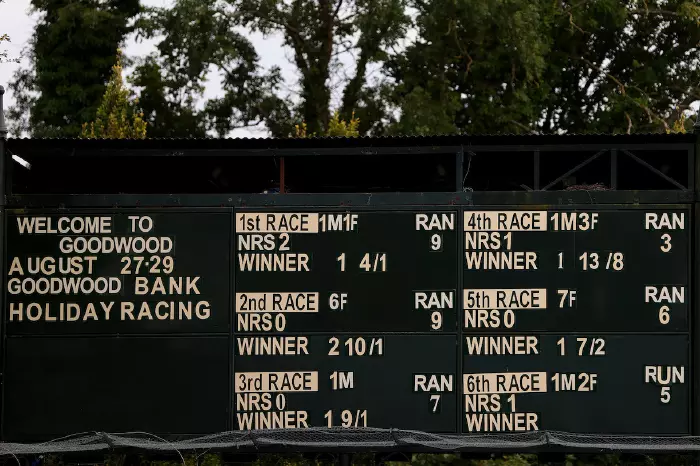 WELCOME TO
GOODWOOD
AUGUST 27-29
GOODWOOD BANK
HOLIDAY RACING
1st RACE 1M1F RAN
NRS 2 9
WINNER 1 4/1
2nd RACE 6F RAN
NRS 0 9
WINNER 2 10/1
3rd RACE 1M RAN
NRS 0 7
WINNER 1 9/1
4th RACE 1M3F RAN
NRS 1 3
WINNER 1 13/8
5th RACE 7F RAN
NRS 0 6
WINNER 1 7/2
6th RACE 1M2F RUN
NRS 1 5
WINNER